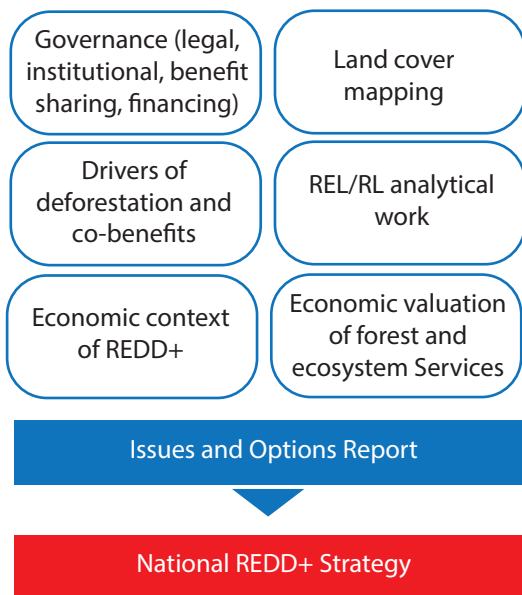 Governance (legal,
institutional, benefit
sharing, financing)
Land cover
mapping
Drivers of
deforestation and
co-benefits
REL/RL analytical
work
Economic context
of REDD+
Economic valuation
of forest and
ecosystem Services
Issues and Options Report
National REDD+ Strategy